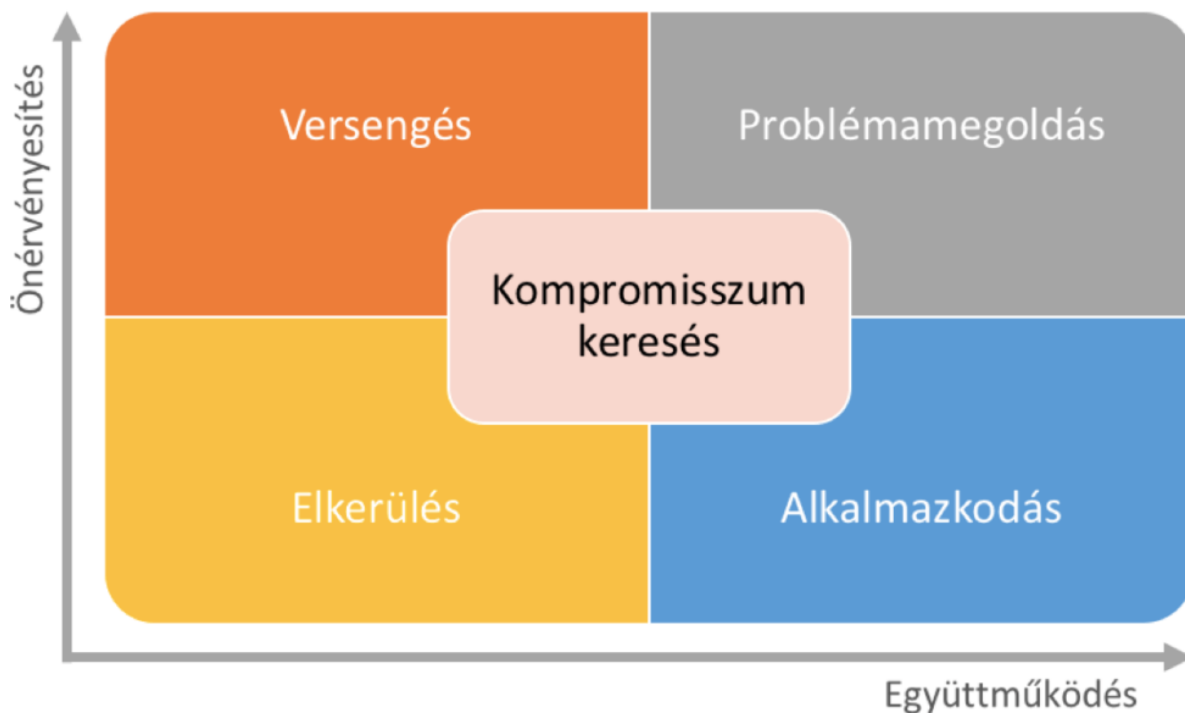 Önérvényesítés
Versengés
Problémamegoldás
Kompromisszum
keresés
Elkerülés
Alkalmazkodás
Együttműködés